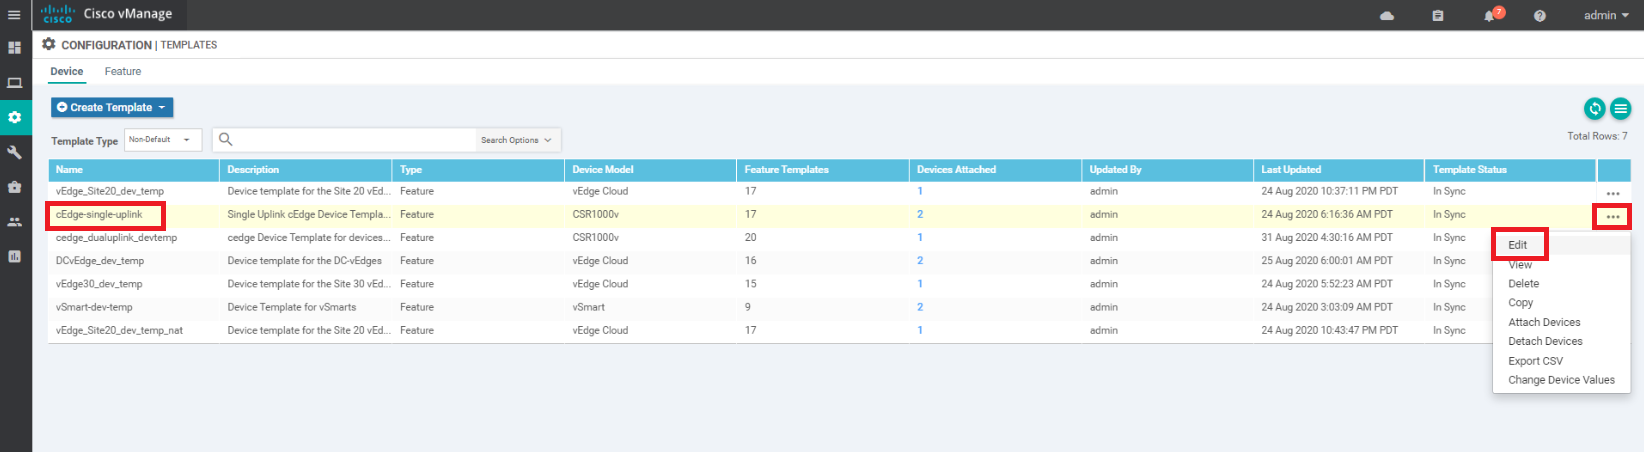 cisco Cisco vManage 7 admin
CONFIGURATION | TEMPLATES
Device Feature
Create Template
Total Rows: 7
Template Type Non-Default Search Options
Name Description Type Device Model Feature Templates Devices Attached Updated By Last Updated Template Status
vEdge_Site20_dev_temp Device template for the Site 20 vEd... Feature vEdge Cloud 17 1 admin 24 Aug 2020 10:37:11 PM PDT In Sync ...
cEdge-single-uplink Single Uplink cEdge Device Templa... Feature CSR1000v 17 2 admin 24 Aug 2020 6:16:36 AM PDT In Sync ...
cedge_dualuplink_devtemp cedge Device Template for devices... Feature CSR1000v 20 1 admin 31 Aug 2020 4:30:16 AM PDT In Sync
DCvEdge_dev_temp Device template for the DC-vEdges Feature vEdge Cloud 16 2 admin 25 Aug 2020 6:00:01 AM PDT In Sync
vEdge30_dev_temp Device template for the Site 30 vEd... Feature vEdge Cloud 15 1 admin 24 Aug 2020 5:52:23 AM PDT In Sync
vSmart-dev-temp Device Template for vSmarts Feature vSmart 9 2 admin 24 Aug 2020 3:03:09 AM PDT In Sync
vEdge_Site20_dev_temp_nat Device template for the Site 20 vEd... Feature vEdge Cloud 17 1 admin 24 Aug 2020 10:43:47 PM PDT In Sync
Edit
View
Delete
Copy
Attach Devices
Detach Devices
Export CSV
Change Device Values